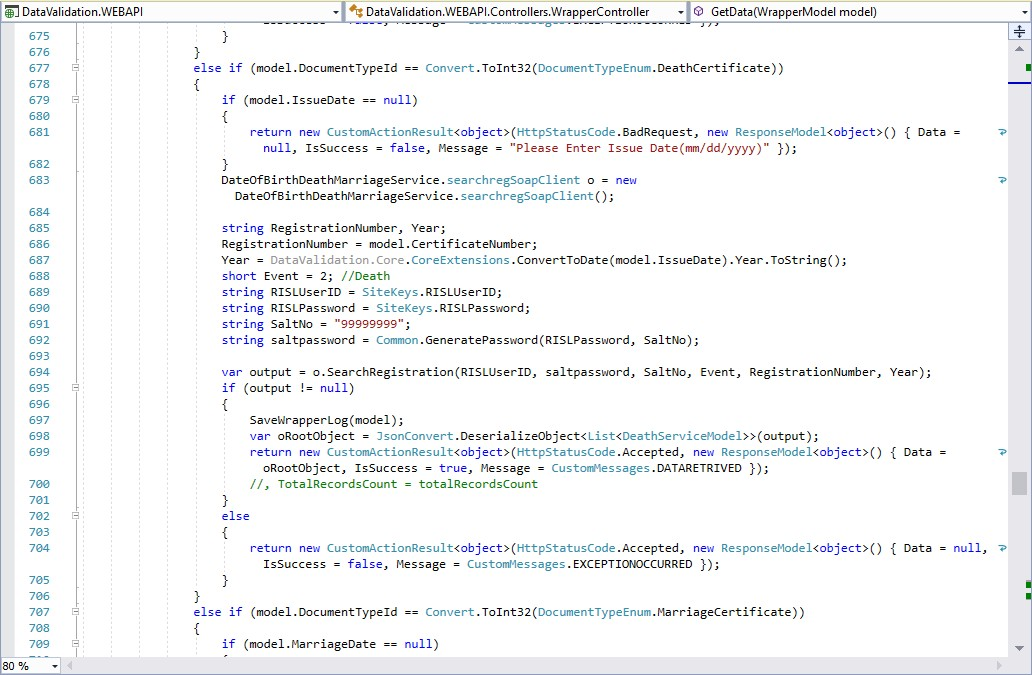 DataValidation.WEBAPI
DataValidation.WEBAPI.Controllers.WrapperController
GetData(WrapperModel model)
675 }
676 }
677 else if (model.DocumentTypeId == Convert.ToInt32(DocumentTypeEnum.DeathCertificate))
678 {
679 if (model.IssueDate == null)
680 {
681 return new CustomActionResult<object>(HttpStatusCode.BadRequest, new ResponseModel<object>() { Data =
null, IsSuccess = false, Message = "Please Enter Issue Date(mm/dd/yyyy)" });
682 }
683 DateOfBirthDeathMarriageService.searchregSoapClient o = new
DateOfBirthDeathMarriageService.searchregSoapClient();
684
685 string RegistrationNumber, Year;
686 RegistrationNumber = model.CertificateNumber;
687 Year = DataValidation.Core.CoreExtensions.ConvertToDate(model.IssueDate).Year.ToString();
688 short Event = 2; //Death
689 string RISLUserID = SiteKeys.RISLUserID;
690 string RISLPassword = SiteKeys.RISLPassword;
691 string SaltNo = "99999999";
692 string saltpassword = Common.GeneratePassword(RISLPassword, SaltNo);
693
694 var output = o.SearchRegistration(RISLUserID, saltpassword, SaltNo, Event, RegistrationNumber, Year);
695 if (output != null)
696 {
697 SaveWrapperLog(model);
698 var oRootObject = JsonConvert.DeserializeObject<List<DeathServiceModel>>(output);
699 return new CustomActionResult<object>(HttpStatusCode.Accepted, new ResponseModel<object>() { Data =
oRootObject, IsSuccess = true, Message = CustomMessages.DATARETRIVED });
700 //, TotalRecordsCount = totalRecordsCount
701 }
702 else
703 {
704 return new CustomActionResult<object>(HttpStatusCode.Accepted, new ResponseModel<object>() { Data = null,
IsSuccess = false, Message = CustomMessages.EXCEPTIONOCCURRED });
705 }
706 }
707 else if (model.DocumentTypeId == Convert.ToInt32(DocumentTypeEnum.MarriageCertificate))
708 {
709 if (model.MarriageDate == null)
80 %